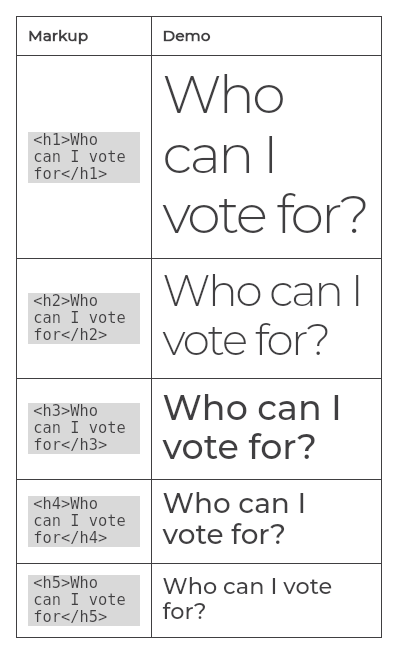 Markup Demo
<h1>Who
can I vote
for</h1>
Who
can I
vote for?
<h2>Who
can I vote
for</h2>
Who can I
vote for?
<h3>Who
can I vote
for</h3>
Who can I
vote for?
<h4>Who
can I vote
for</h4>
Who can I
vote for?
<h5>Who
can I vote
for</h5>
Who can I vote
for?